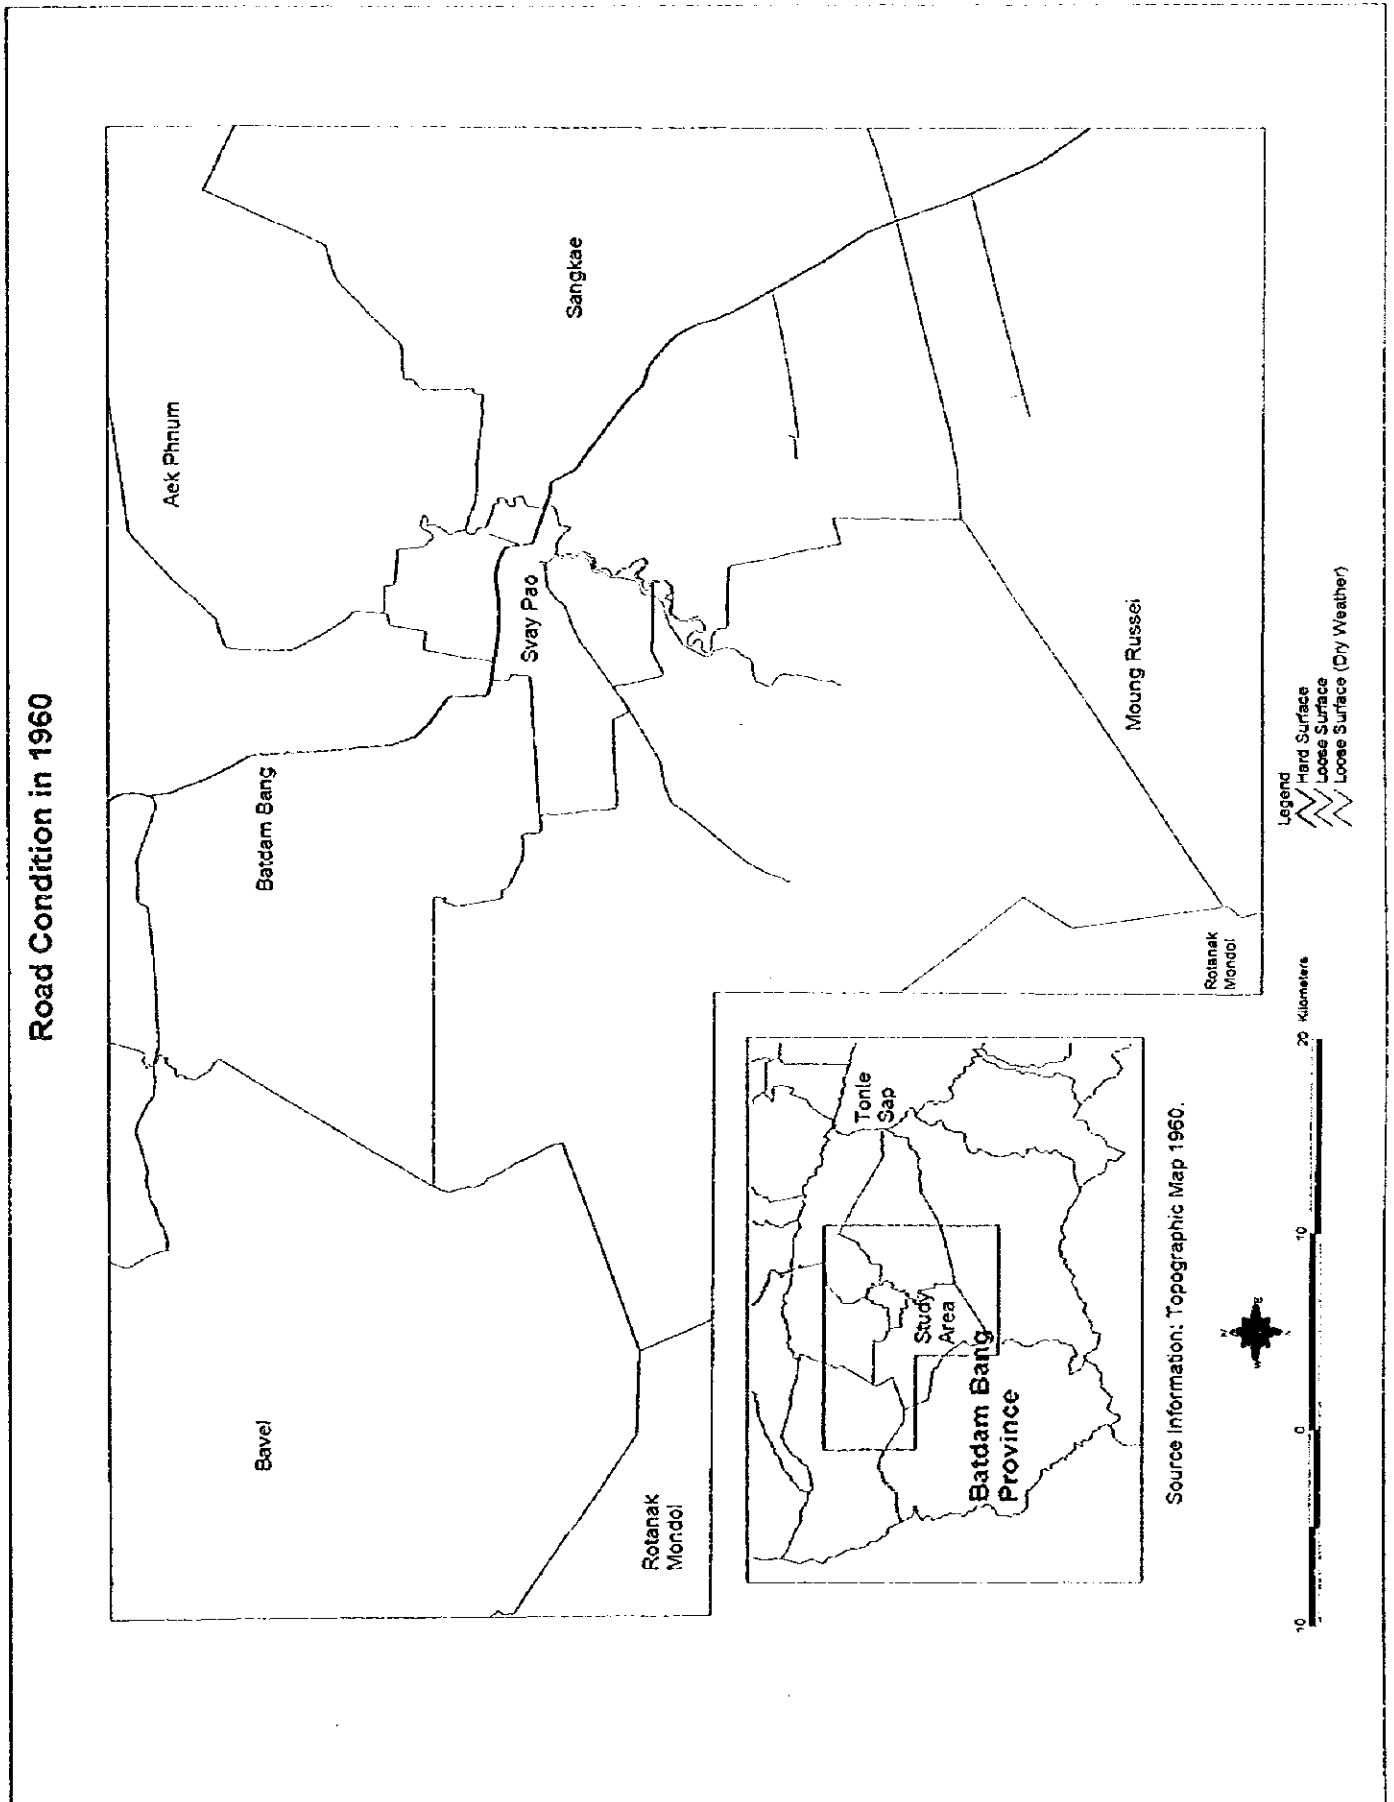 Road Condition in 1960
Aek Phnum
Batdam Bang
Bavel
Sangkae
Svay Pao
Rotanak
Mondol
Moung Russei
Rotanak
Mondol
Tonle
Sap
Study
Area
Batdam Bang
Province
Source Information: Topographic Map 1960.
N
W
E
10 0 10 20 Kilometers
Legend
Hard Surface
Loose Surface
Loose Surface (Dry Weather)